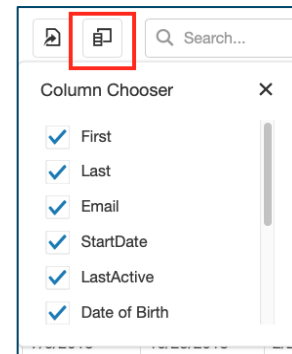 Search...
Column Chooser
First
Last
Email
StartDate
LastActive
Date of Birth